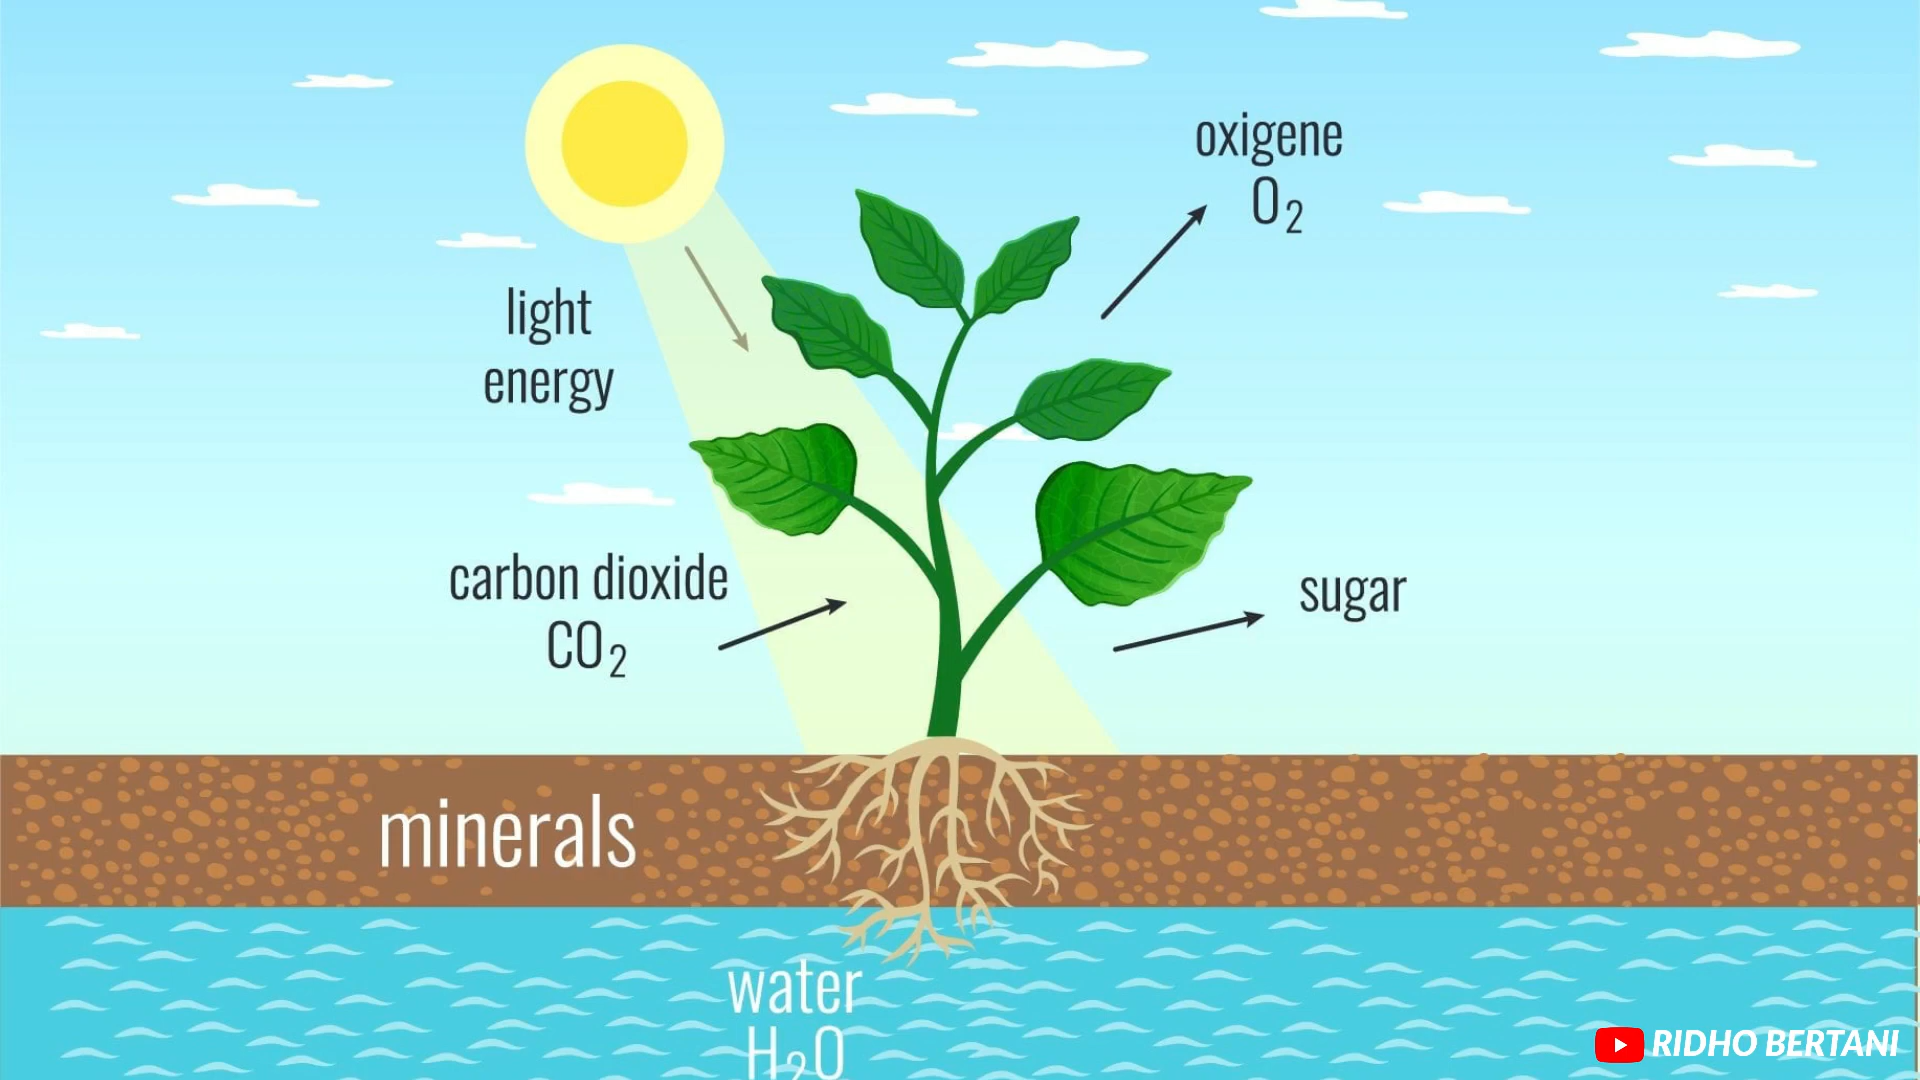 oxigene
O₂
light
energy
carbon dioxide
CO₂
sugar
minerals
water
H₂O
RIDHO BERTANI